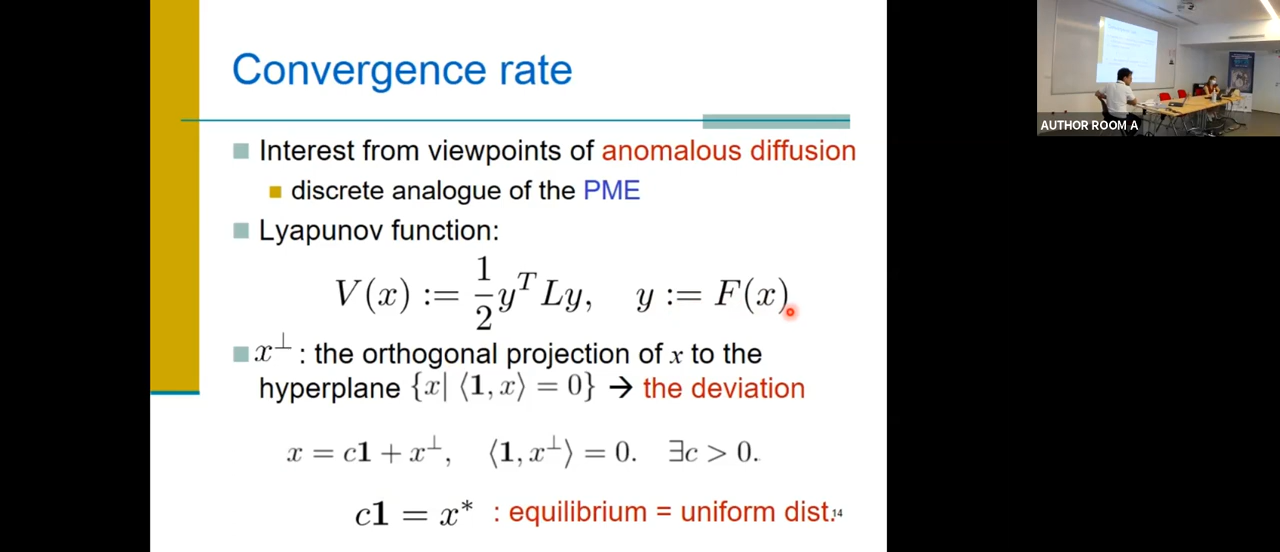 Convergence rate
Interest from viewpoints of anomalous diffusion
discrete analogue of the PME
Lyapunov function:
V(x) := \frac{1}{2} y^T Ly, y := F(x)
x^⊥ : the orthogonal projection of x to the
hyperplane {x| ⟨1, x⟩ = 0} → the deviation
x = c1 + x^⊥, ⟨1, x^⊥⟩ = 0. ∃c > 0.
c1 = x* : equilibrium = uniform dist.
14
AUTHOR ROOM A